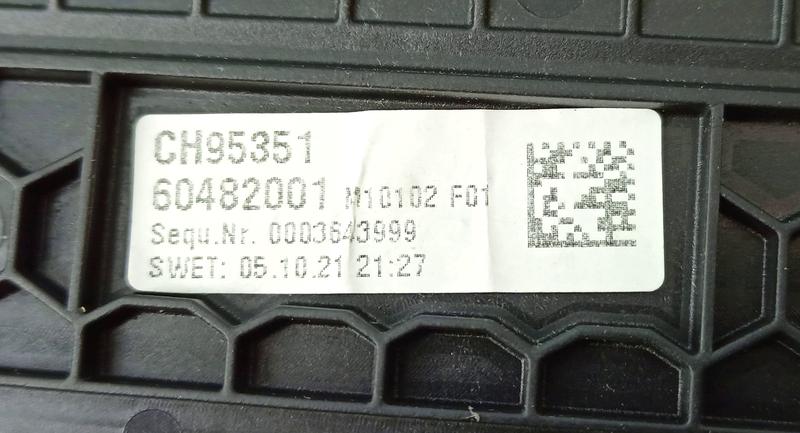 CH95351
60482001 M10102 F01
Sequ.Nr. 0003643999
SWET: 05.10.21 21:27